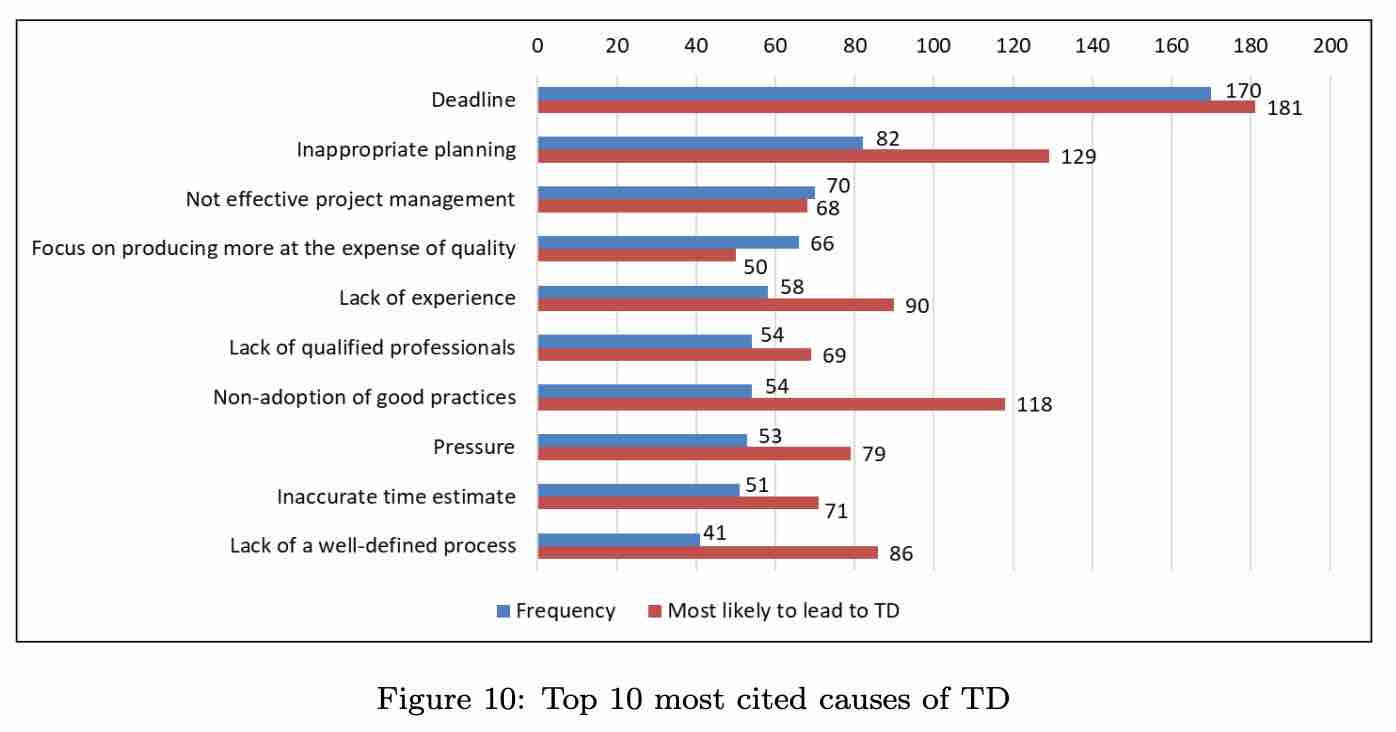 0 20 40 60 80 100 120 140 160 180 200
Deadline 170
181
Inappropriate planning 82
129
Not effective project management 70
68
Focus on producing more at the expense of quality 66
50
Lack of experience 58
90
Lack of qualified professionals 54
69
Non-adoption of good practices 54
118
Pressure 53
79
Inaccurate time estimate 51
71
Lack of a well-defined process 41
86
Frequency Most likely to lead to TD
Figure 10: Top 10 most cited causes of TD